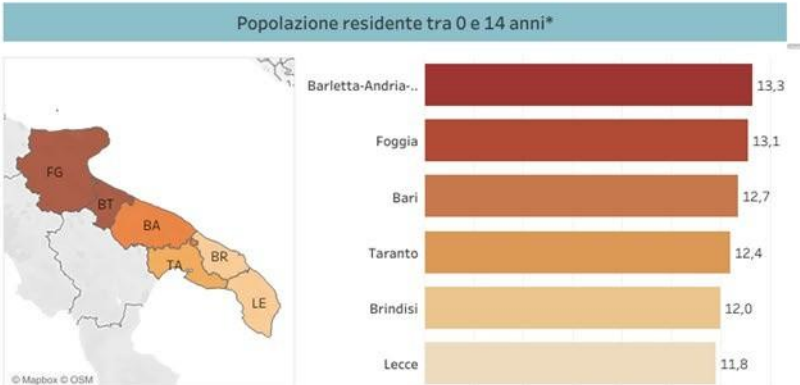 Popolazione residente tra 0 e 14 anni*
FG
BT
BA
TA
BR
LE
© Mapbox © OSM
Barletta-Andria-.. 13,3
Foggia 13,1
Bari 12,7
Taranto 12,4
Brindisi 12,0
Lecce 11,8